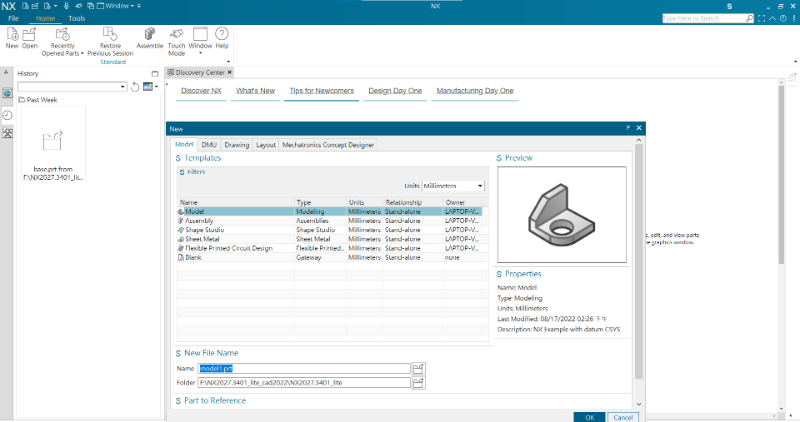 NX Window NX
File Home Tools Type Here to Search
New Open Recently Opened Parts Restore Previous Session Assemble Touch Mode Window Help
Standard
History
Discovery Center
Past Week
Discover NX What's New Tips for Newcomers Design Day One Manufacturing Day One
base.prt from
F:\NX2027.3401_lite...
New
Model DMU Drawing Layout Mechatronics Concept Designer
Templates
Filters
Units Millimeters
Name Type Units Relationship Owner
Model Modeling Millimeters Stand-alone LAPTOP-V...
Assembly Assemblies Millimeters Stand-alone LAPTOP-V...
Shape Studio Shape Studio Millimeters Stand-alone LAPTOP-V...
Sheet Metal Sheet Metal Millimeters Stand-alone LAPTOP-V...
Flexible Printed Circuit Design Flexible Printed... Millimeters Stand-alone LAPTOP-V...
Blank Gateway Millimeters Stand-alone none
Preview
Properties
Name: Model
Type: Modeling
Units: Millimeters
Last Modified: 08/17/2022 02:26 下午
Description: NX Example with datum CSYS
e, edit, and view parts
e graphics window.
New File Name
Name model1.prt
Folder F:\NX2027.3401_lite_cad2022\NX2027.3401_lite
Part to Reference
OK Cancel